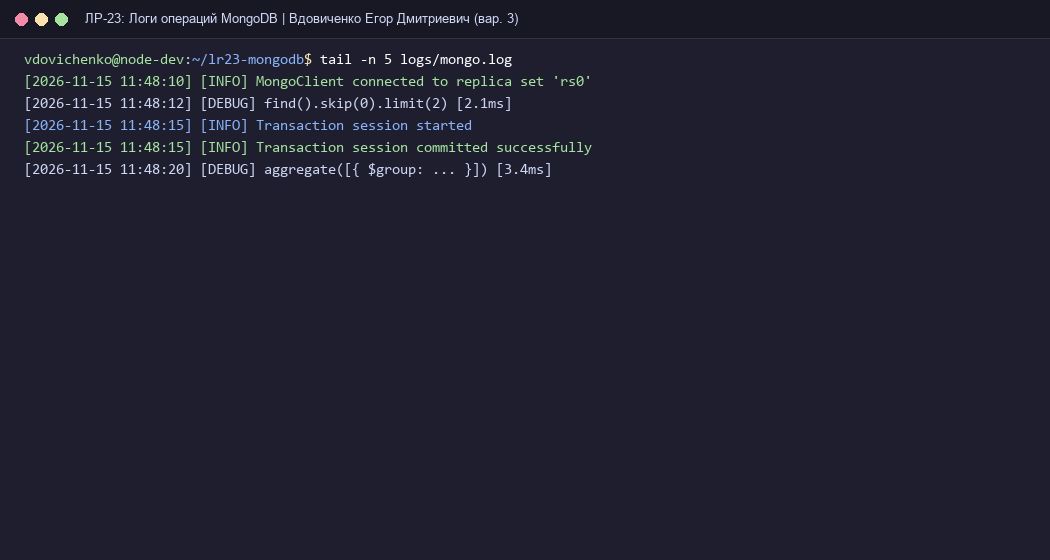 ЛР-23: Логи операций MongoDB | Вдовиченко Егор Дмитриевич (вар. 3)
vdovichenko@node-dev:~/lr23-mongodb$ tail -n 5 logs/mongo.log
[2026-11-15 11:48:10] [INFO] MongoClient connected to replica set 'rs0'
[2026-11-15 11:48:12] [DEBUG] find().skip(0).limit(2) [2.1ms]
[2026-11-15 11:48:15] [INFO] Transaction session started
[2026-11-15 11:48:15] [INFO] Transaction session committed successfully
[2026-11-15 11:48:20] [DEBUG] aggregate([{ $group: ... }]) [3.4ms]